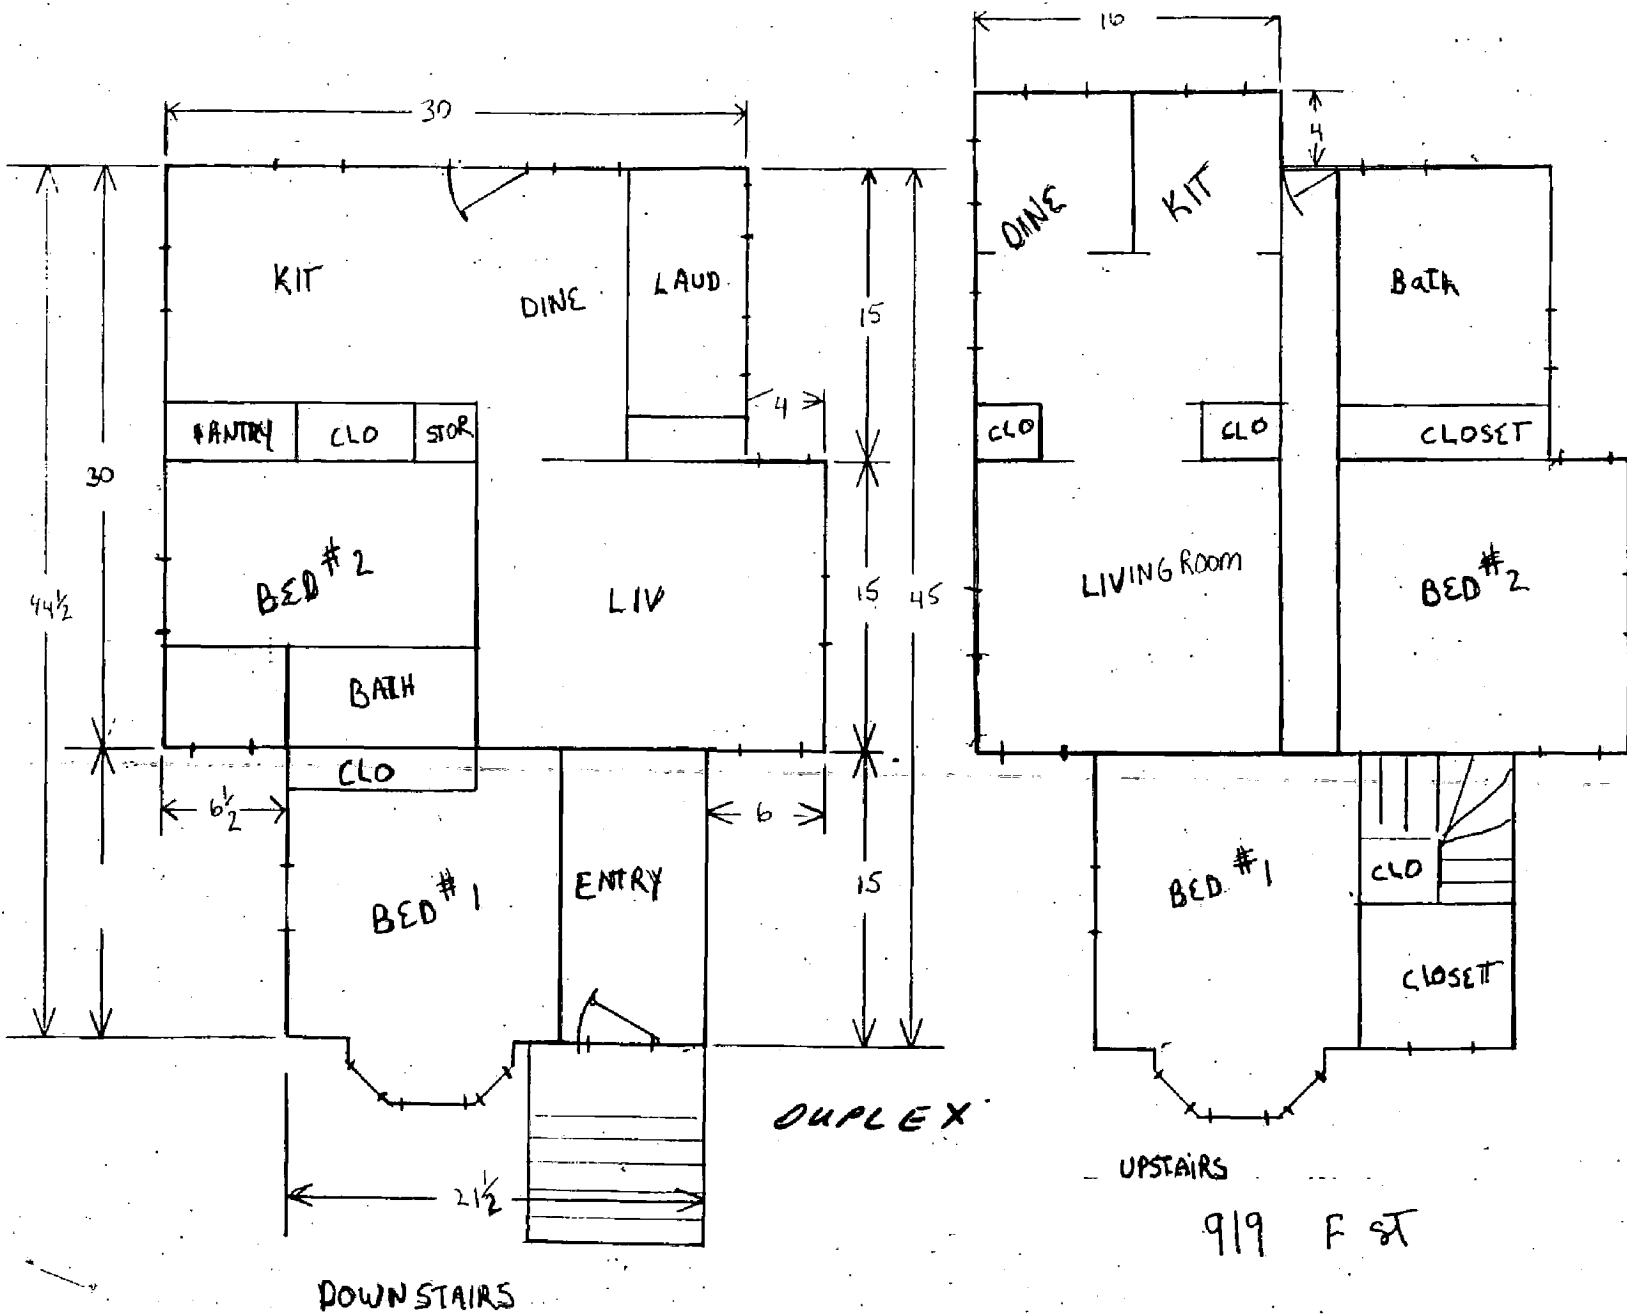 16
30
4
KIT
DINE
LAUD.
DINE
KIT
Bath
15
4
PANTRY
CLO
STOR
CLO
CLO
CLOSET
30
BED #2
LIV
44½
15
45
LIVING ROOM
BED #2
BATH
CLO
6½
6
BED #1
ENTRY
15
BED #1
CLO
CLOSETT
DUPLEX
21½
UPSTAIRS
919 F ST
DOWNSTAIRS